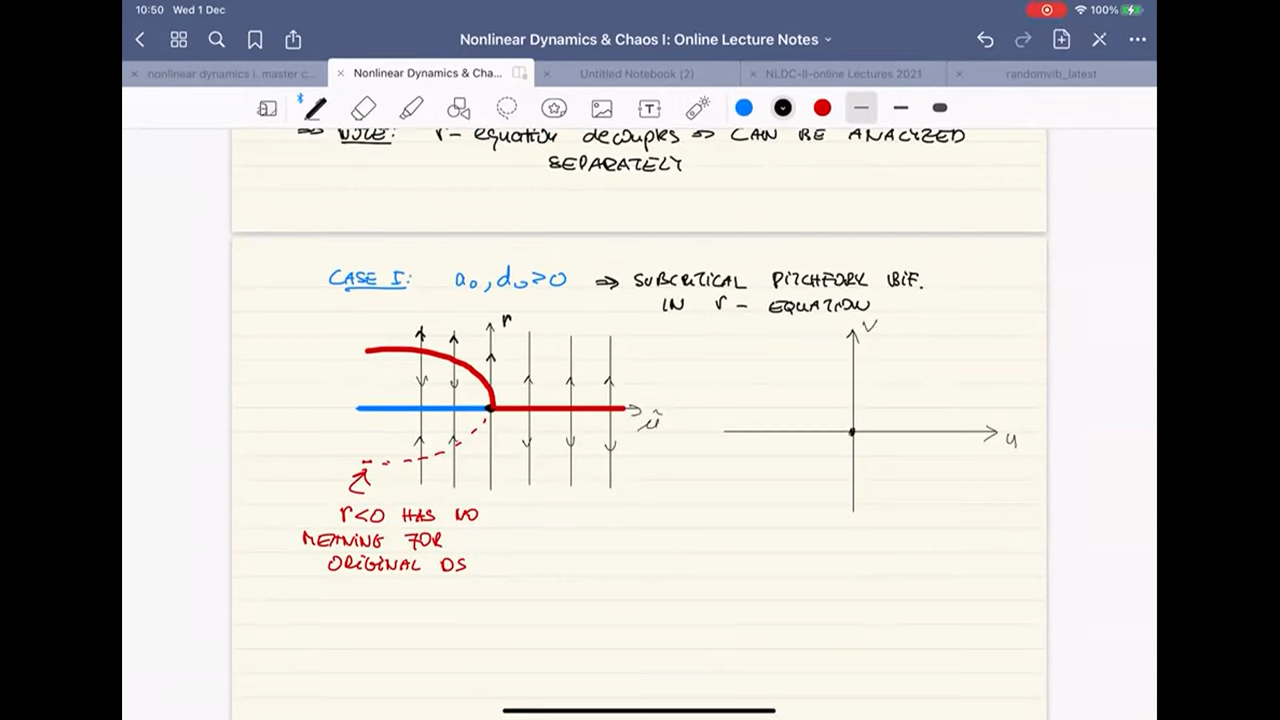 10:50 Wed 1 Dec
100%
Nonlinear Dynamics & Chaos I: Online Lecture Notes
nonlinear dynamics i. master c...
Nonlinear Dynamics & Cha...
Untitled Notebook (2)
NLDC-II-online Lectures 2021
randomvib_latest
⇒ NOTE: r - equation decouples ⇒ CAN BE ANALYZED
SEPARATELY
CASE I: a₀, d₀ > 0 ⇒ SUBCRITICAL PITCHFORK BIF.
IN r - EQUATION
r
v
μ̃
u
r<0 HAS NO
MEANING FOR
ORIGINAL DS